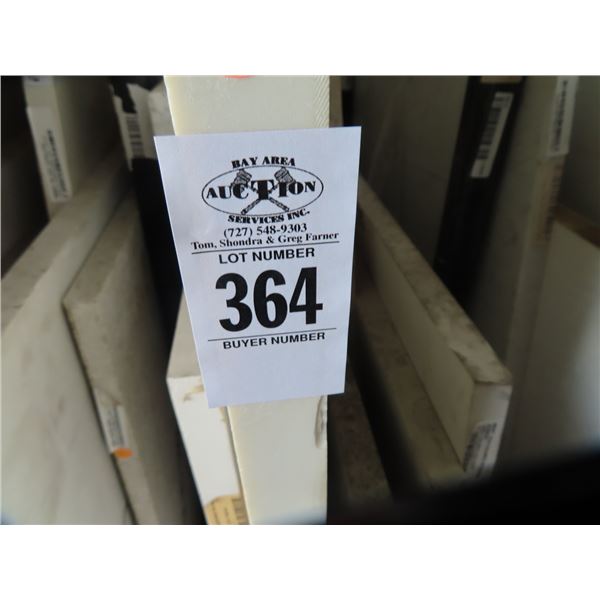 BAY AREA
AUCTION
SERVICES INC.
(727) 548-9303
Tom, Shondra & Greg Farner
LOT NUMBER
364
BUYER NUMBER